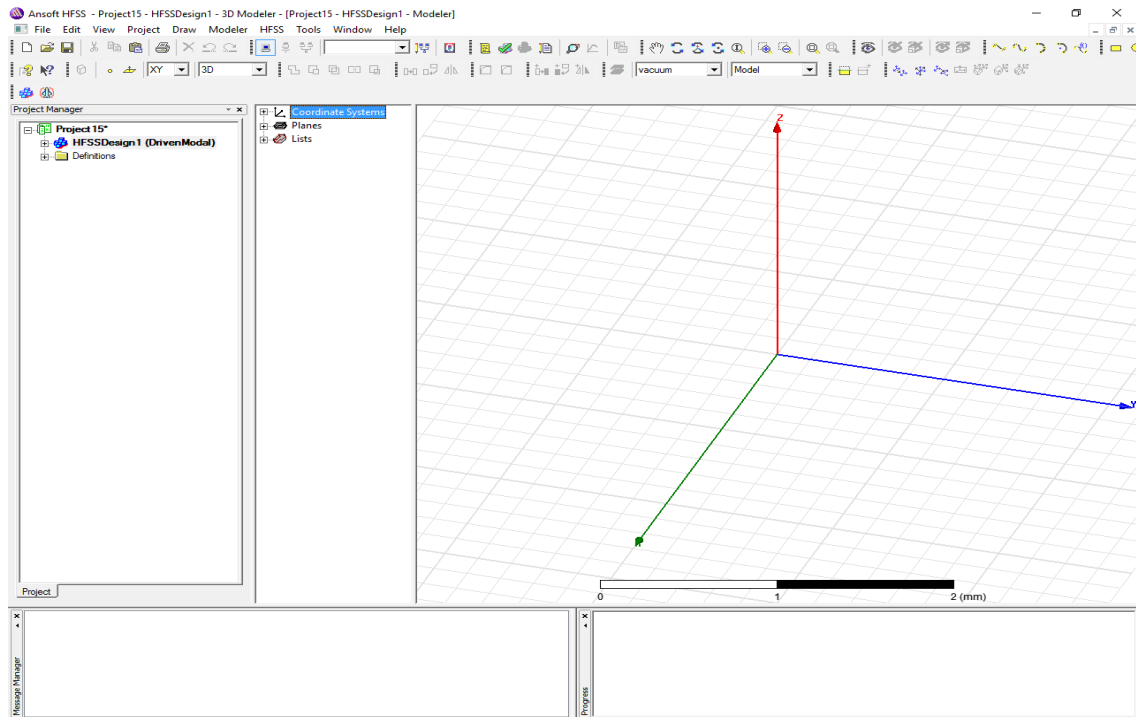 Ansoft HFSS - Project15 - HFSSDesign1 - 3D Modeler - [Project15 - HFSSDesign1 - Modeler]
File Edit View Project Draw Modeler HFSS Tools Window Help
XY 3D vacuum Model
Project Manager
Project15*
HFSSDesign1 (DrivenModal)
Definitions
Project
Coordinate Systems
Planes
Lists
Z
Y
0 1 2 (mm)
Message Manager
Progress